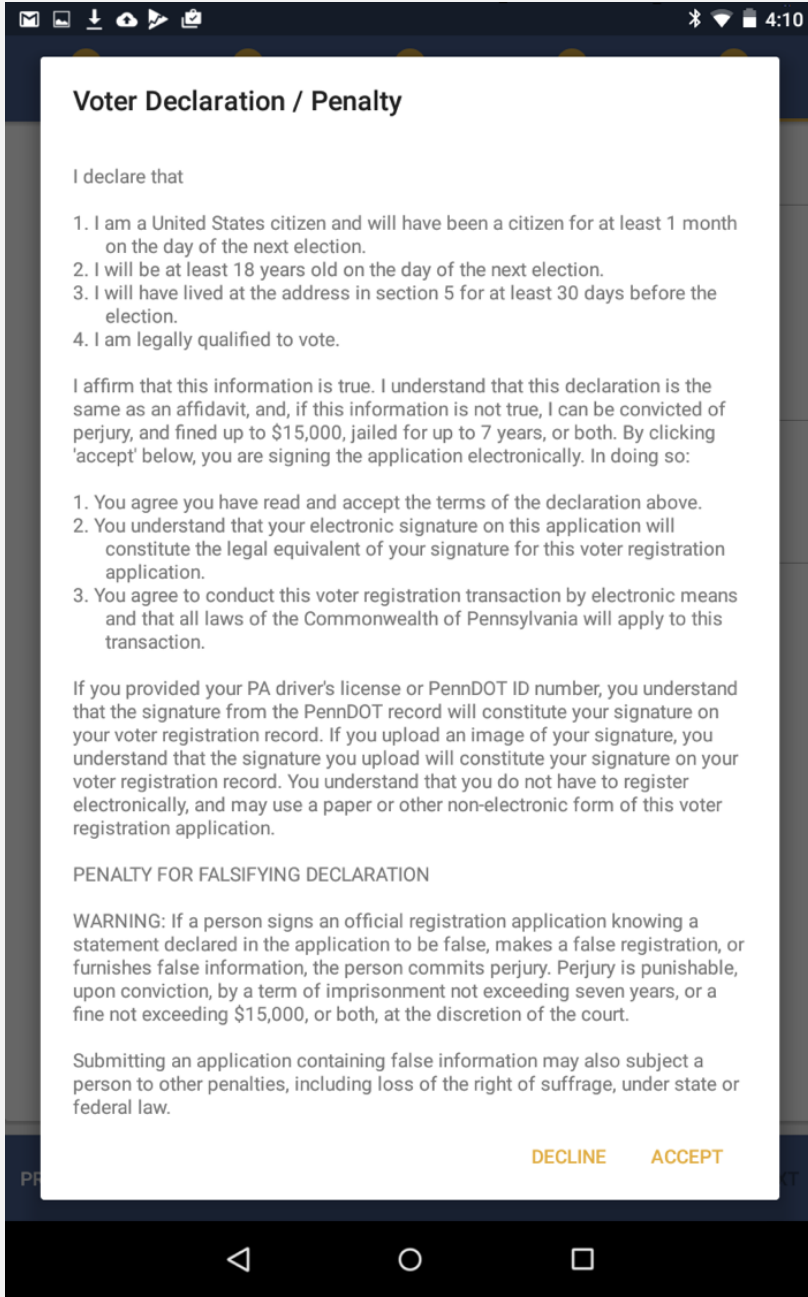 4:10
Voter Declaration / Penalty
I declare that
1. I am a United States citizen and will have been a citizen for at least 1 month
on the day of the next election.
2. I will be at least 18 years old on the day of the next election.
3. I will have lived at the address in section 5 for at least 30 days before the
election.
4. I am legally qualified to vote.
I affirm that this information is true. I understand that this declaration is the
same as an affidavit, and, if this information is not true, I can be convicted of
perjury, and fined up to $15,000, jailed for up to 7 years, or both. By clicking
'accept' below, you are signing the application electronically. In doing so:
1. You agree you have read and accept the terms of the declaration above.
2. You understand that your electronic signature on this application will
constitute the legal equivalent of your signature for this voter registration
application.
3. You agree to conduct this voter registration transaction by electronic means
and that all laws of the Commonwealth of Pennsylvania will apply to this
transaction.
If you provided your PA driver's license or PennDOT ID number, you understand
that the signature from the PennDOT record will constitute your signature on
your voter registration record. If you upload an image of your signature, you
understand that the signature you upload will constitute your signature on your
voter registration record. You understand that you do not have to register
electronically, and may use a paper or other non-electronic form of this voter
registration application.
PENALTY FOR FALSIFYING DECLARATION
WARNING: If a person signs an official registration application knowing a
statement declared in the application to be false, makes a false registration, or
furnishes false information, the person commits perjury. Perjury is punishable,
upon conviction, by a term of imprisonment not exceeding seven years, or a
fine not exceeding $15,000, or both, at the discretion of the court.
Submitting an application containing false information may also subject a
person to other penalties, including loss of the right of suffrage, under state or
federal law.
DECLINE ACCEPT